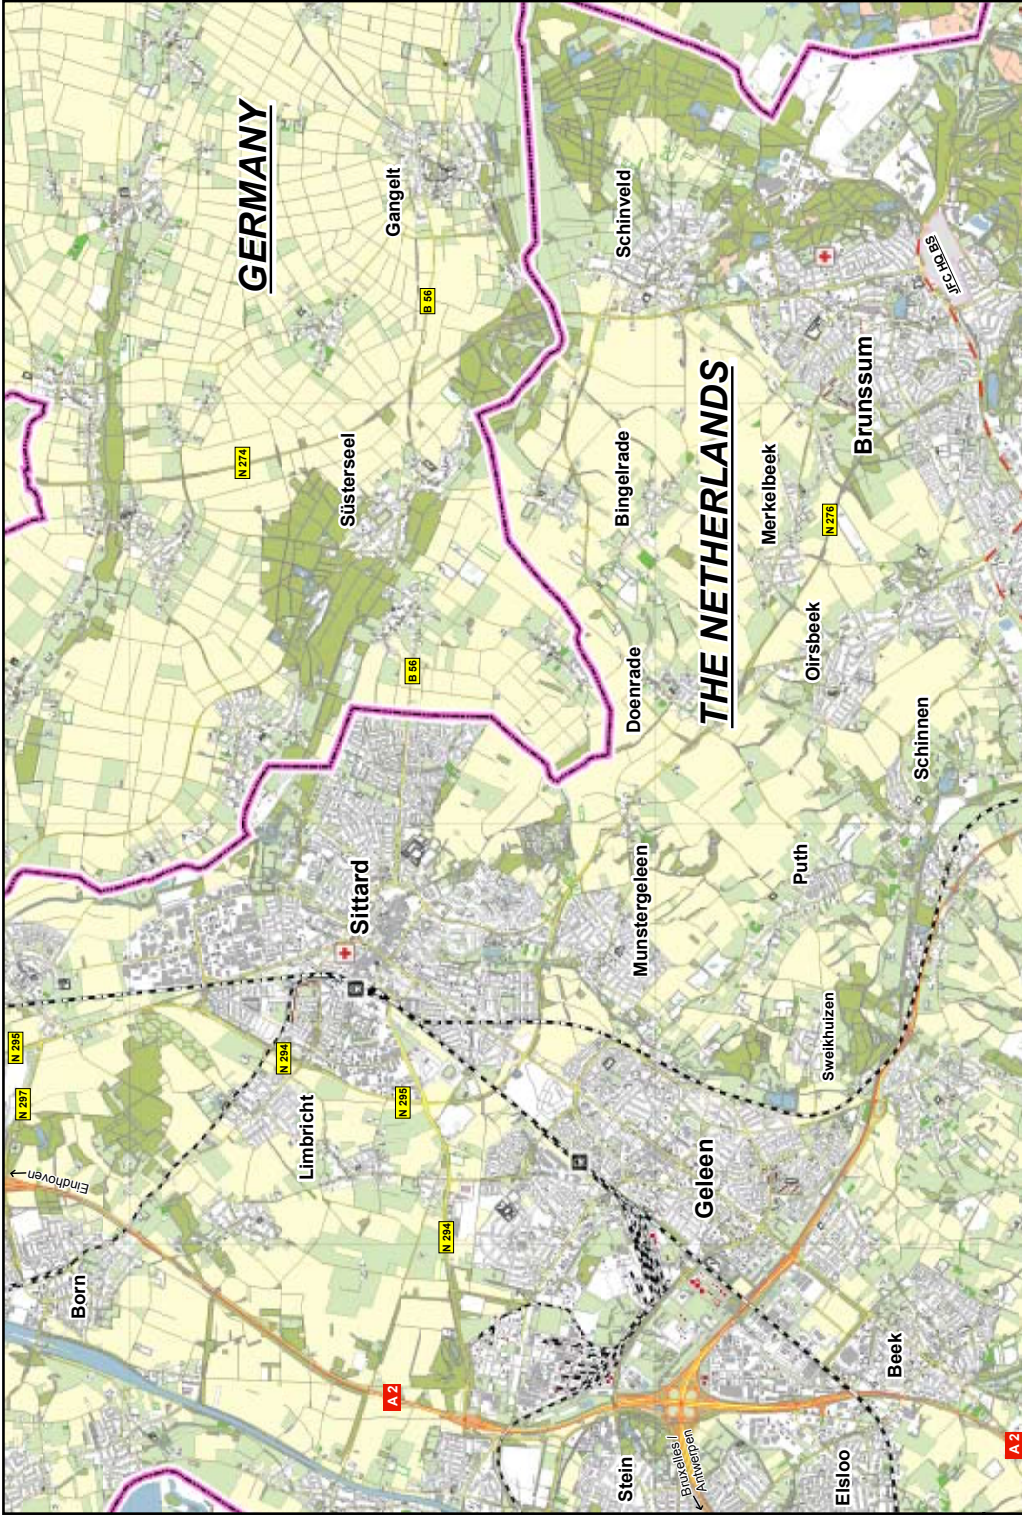 GERMANY
Gangelt
B 56
Schinveld
JFC HQ BS
Brunssum
N 274
Süsterseel
Bingelrade
THE NETHERLANDS
Merkelbeek
N 276
B 56
Doenrade
Oirsbeek
Schinnen
Sittard
Munstergeleen
Puth
Sweikhuizen
N 295
N 297
N 294
N 295
Limbricht
Eindhoven
N 294
Geleen
Born
A 2
Beek
Stein
Bruxelles /
Antwerpen
Elsloo
A 2